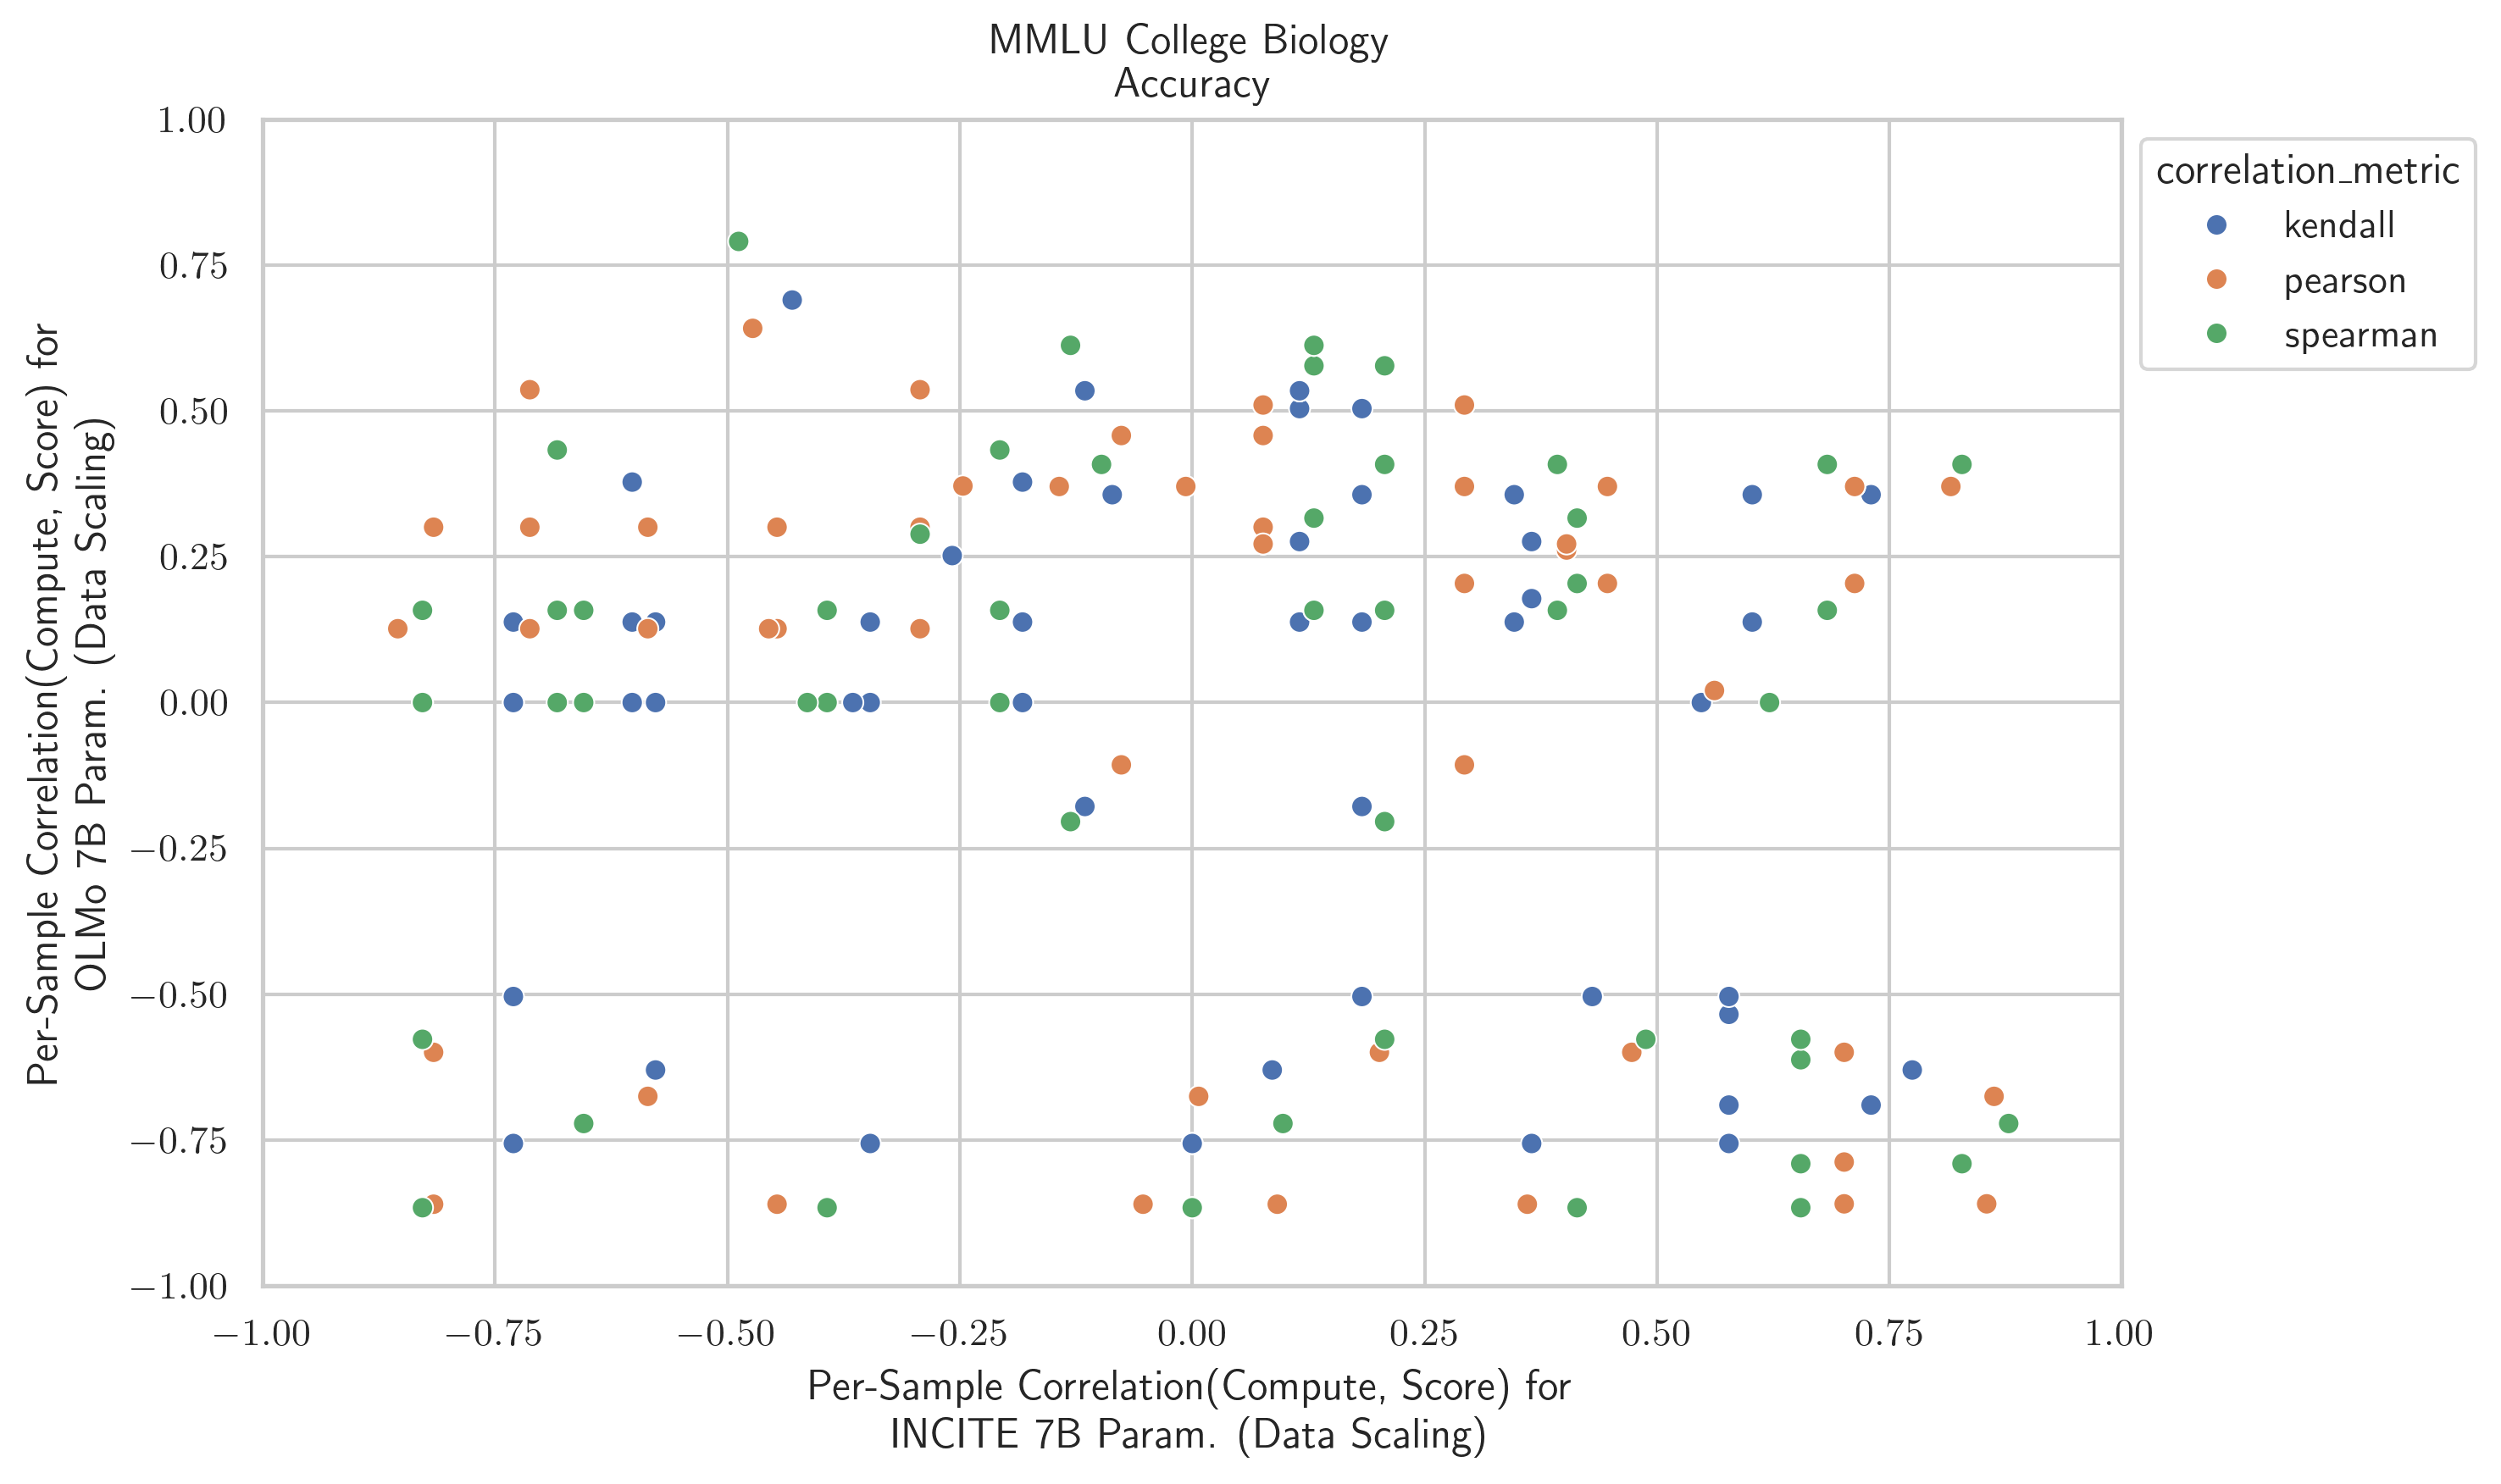 MMLU College Biology
Accuracy
1.00
0.75
0.50
0.25
0.00
−0.25
−0.50
−0.75
−1.00
Per-Sample Correlation(Compute, Score) for
OLMo 7B Param. (Data Scaling)
−1.00
−0.75
−0.50
−0.25
0.00
0.25
0.50
0.75
1.00
Per-Sample Correlation(Compute, Score) for
INCITE 7B Param. (Data Scaling)
correlation_metric
kendall
pearson
spearman